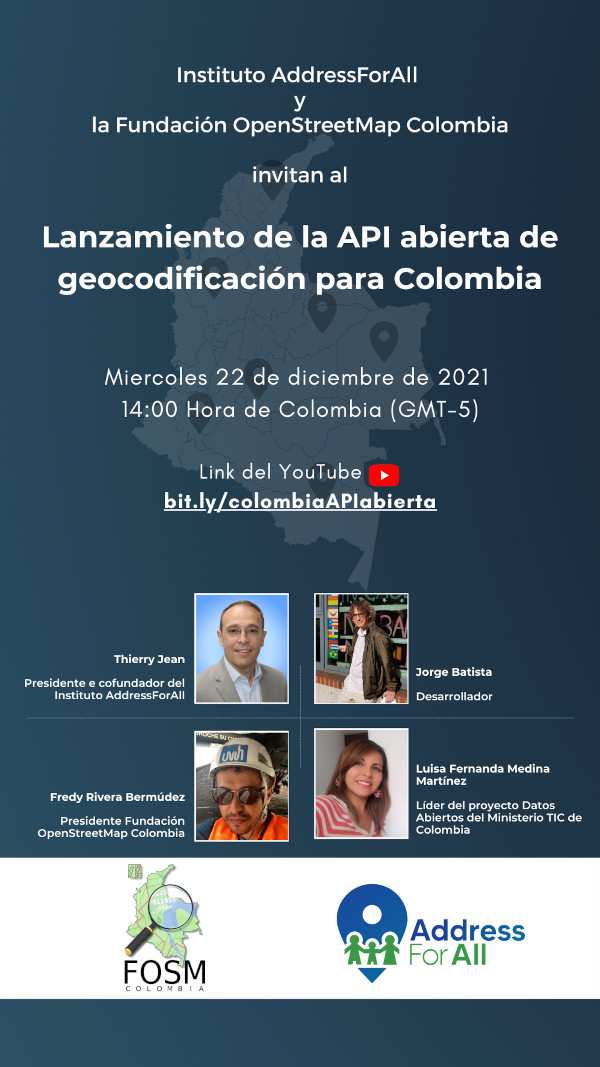 Instituto AddressForAll
y
la Fundación OpenStreetMap Colombia
invitan al
Lanzamiento de la API abierta de
geocodificación para Colombia
Miercoles 22 de diciembre de 2021
14:00 Hora de Colombia (GMT-5)
Link del YouTube
bit.ly/colombiaAPIabierta
Thierry Jean
Presidente e cofundador del
Instituto AddressForAll
Jorge Batista
Desarrollador
Fredy Rivera Bermúdez
Presidente Fundación
OpenStreetMap Colombia
Luisa Fernanda Medina
Martínez
Líder del proyecto Datos
Abiertos del Ministerio TIC de
Colombia
FOSM
COLOMBIA
Address
For All